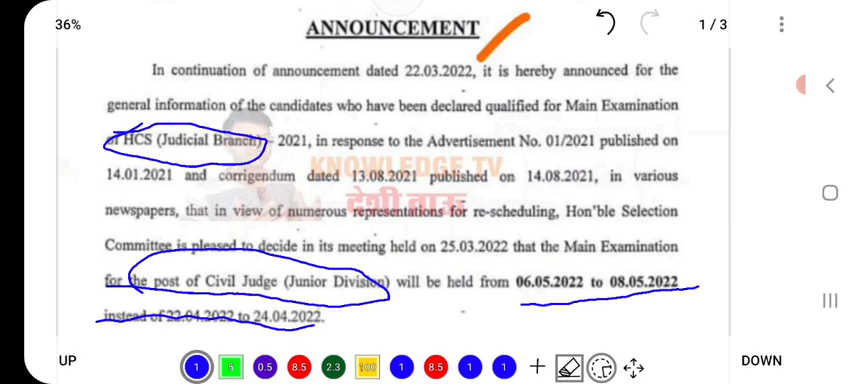 36%
ANNOUNCEMENT
1 / 3
In continuation of announcement dated 22.03.2022, it is hereby announced for the
general information of the candidates who have been declared qualified for Main Examination
of HCS (Judicial Branch) – 2021, in response to the Advertisement No. 01/2021 published on
KNOWLEDGE TV
14.01.2021 and corrigendum dated 13.08.2021 published on 14.08.2021, in various
देशी ताऊ
newspapers, that in view of numerous representations for re-scheduling, Hon'ble Selection
Committee is pleased to decide in its meeting held on 25.03.2022 that the Main Examination
for the post of Civil Judge (Junior Division) will be held from 06.05.2022 to 08.05.2022
instead of 22.04.2022 to 24.04.2022.
UP
1
5
0.5
8.5
2.3
100
1
8.5
1
1
DOWN